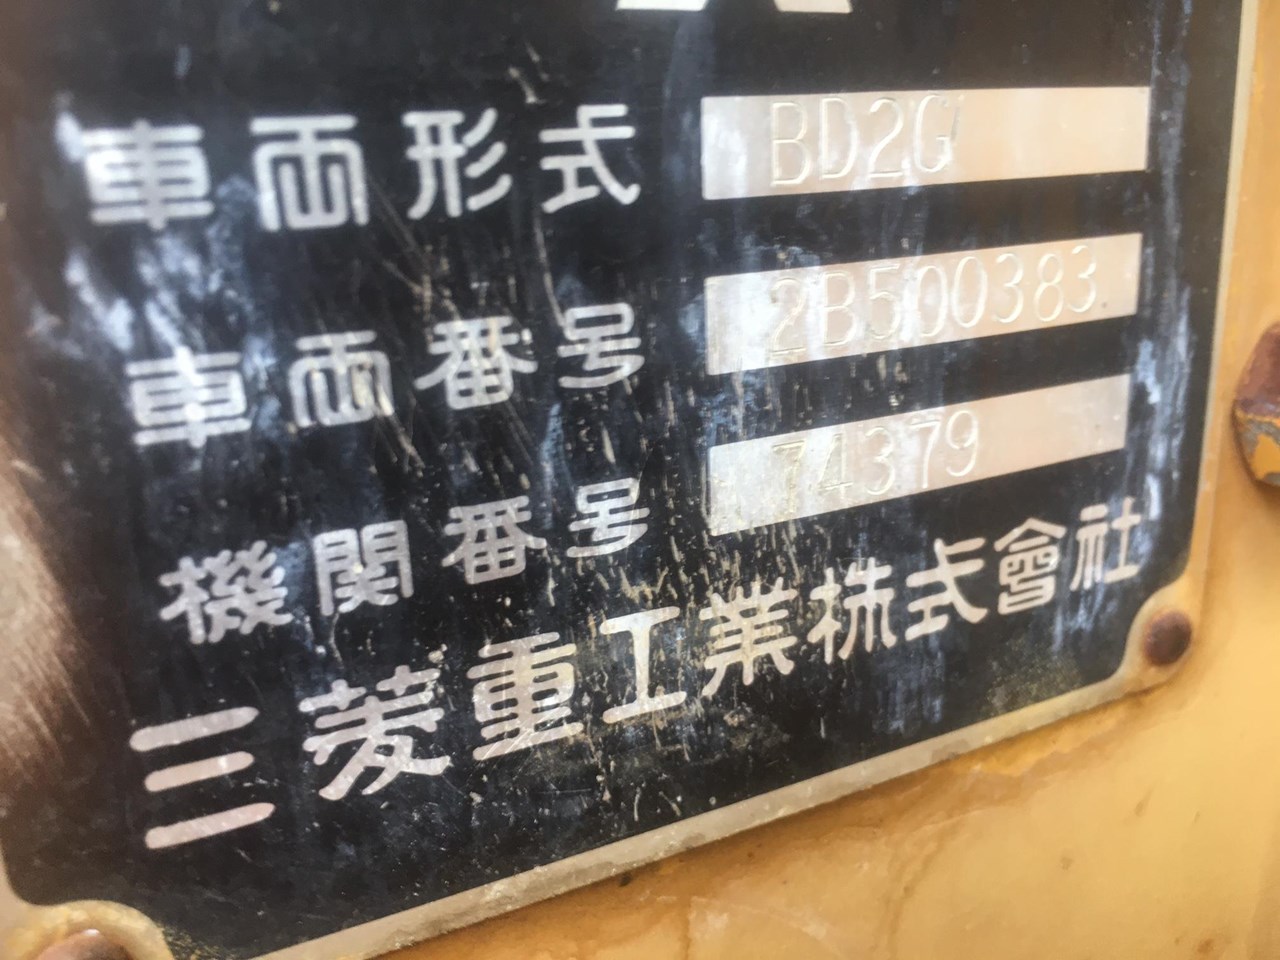 車両形式 BD2G
車両番号 2B500383
機関番号 74379
三菱重工業株式會社